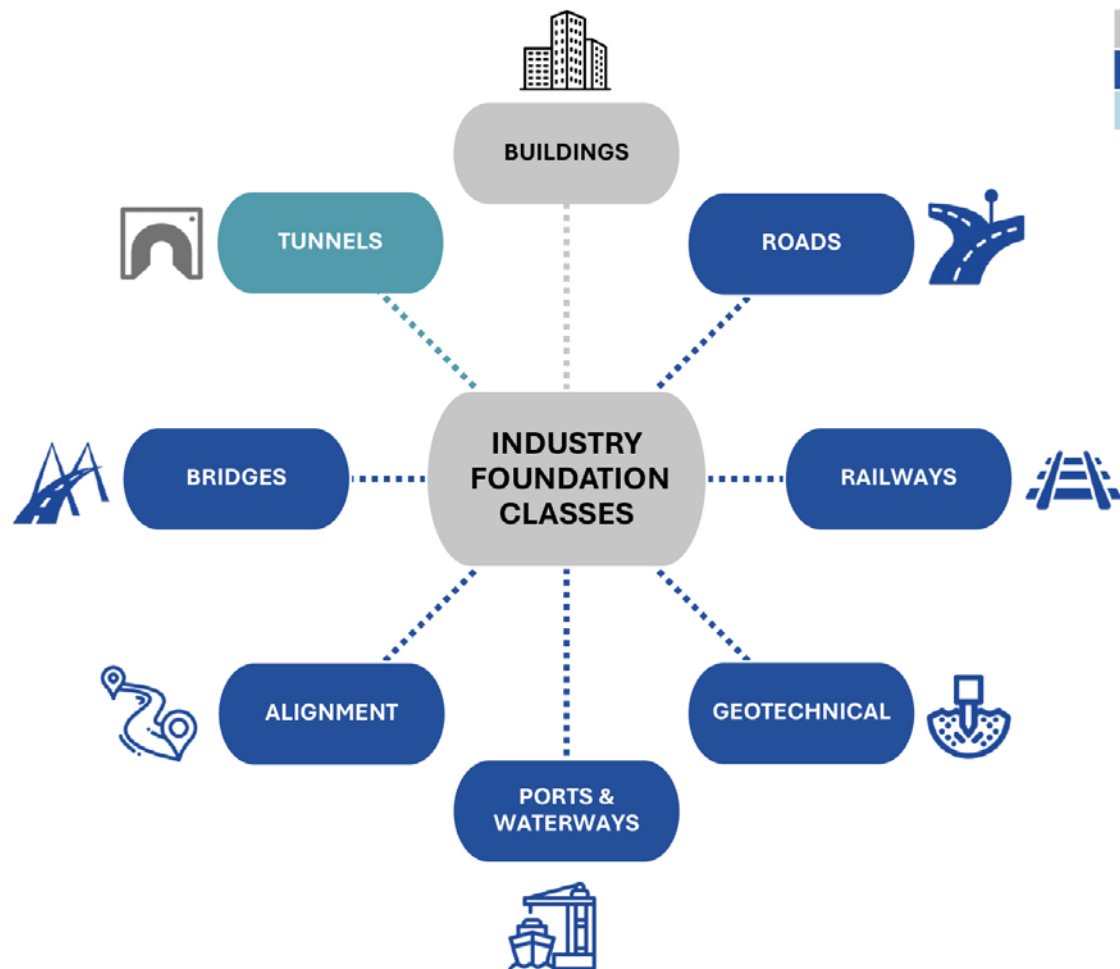 BUILDINGS
TUNNELS
ROADS
INDUSTRY
FOUNDATION
CLASSES
BRIDGES
RAILWAYS
ALIGNMENT
GEOTECHNICAL
PORTS &
WATERWAYS